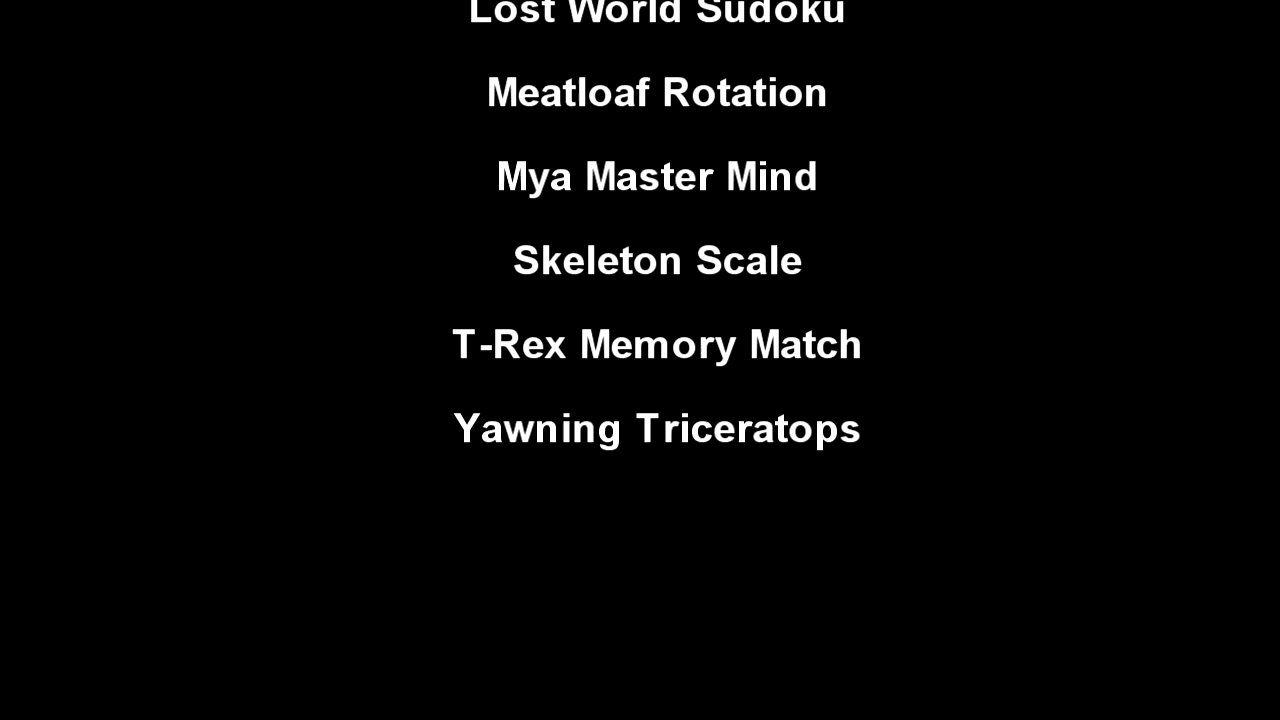 Lost World Sudoku
Meatloaf Rotation
Mya Master Mind
Skeleton Scale
T-Rex Memory Match
Yawning Triceratops